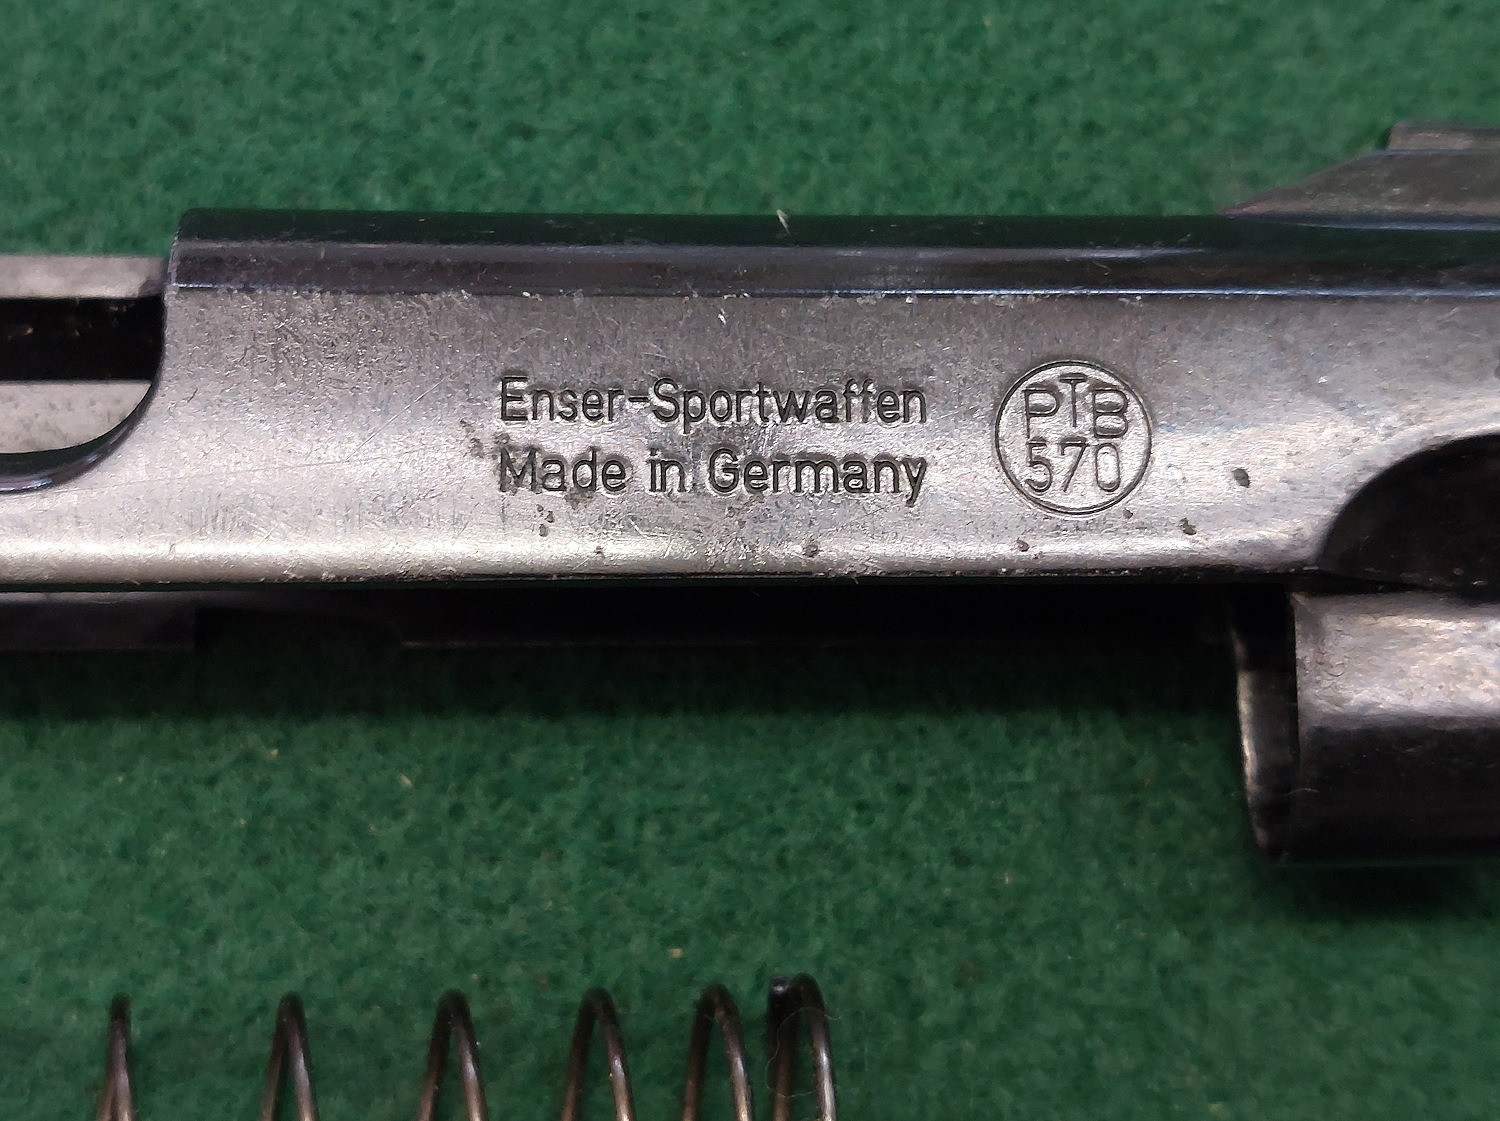 Enser-Sportwaffen
Made in Germany
PTB
570